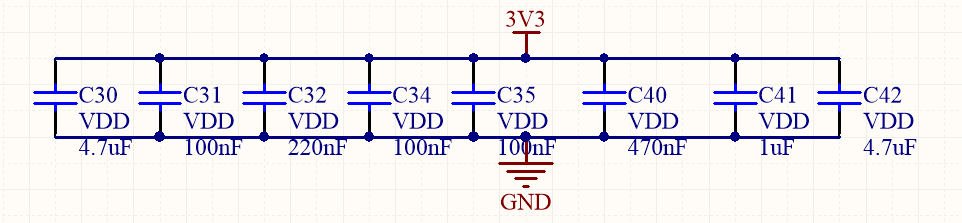 3V3
C30 C31 C32 C34 C35 C40 C41 C42
VDD VDD VDD VDD VDD VDD VDD VDD
4.7uF 100nF 220nF 100nF 100nF 470nF 1uF 4.7uF
GND